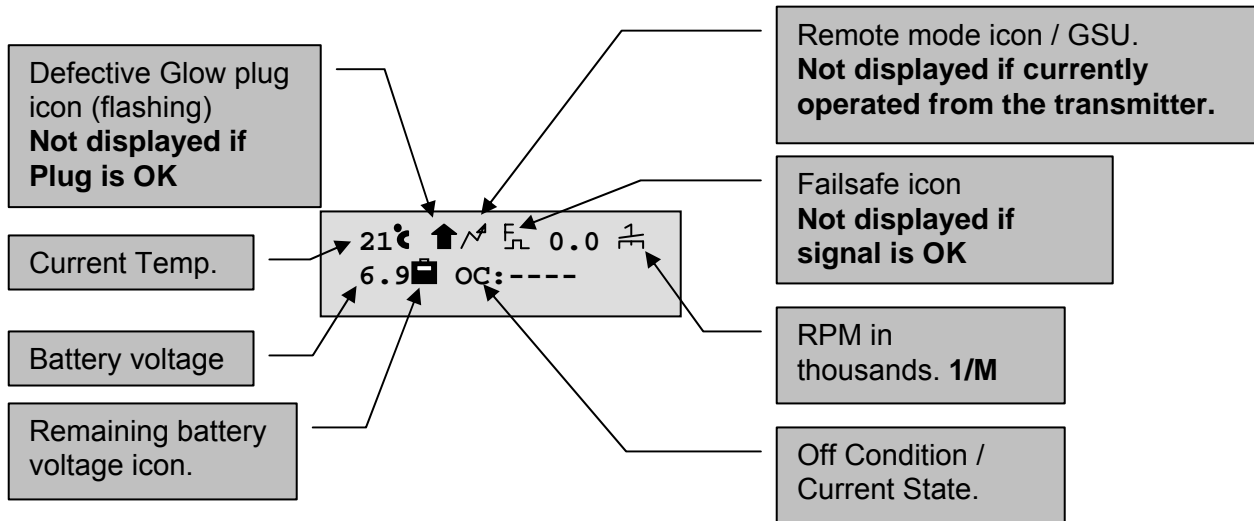 Defective Glow plug
icon (flashing)
Not displayed if
Plug is OK
Current Temp.
Battery voltage
Remaining battery
voltage icon.
21°C F 0.0 1/M
6.9 OC:----
Remote mode icon / GSU.
Not displayed if currently
operated from the transmitter.
Failsafe icon
Not displayed if
signal is OK
RPM in
thousands. 1/M
Off Condition /
Current State.